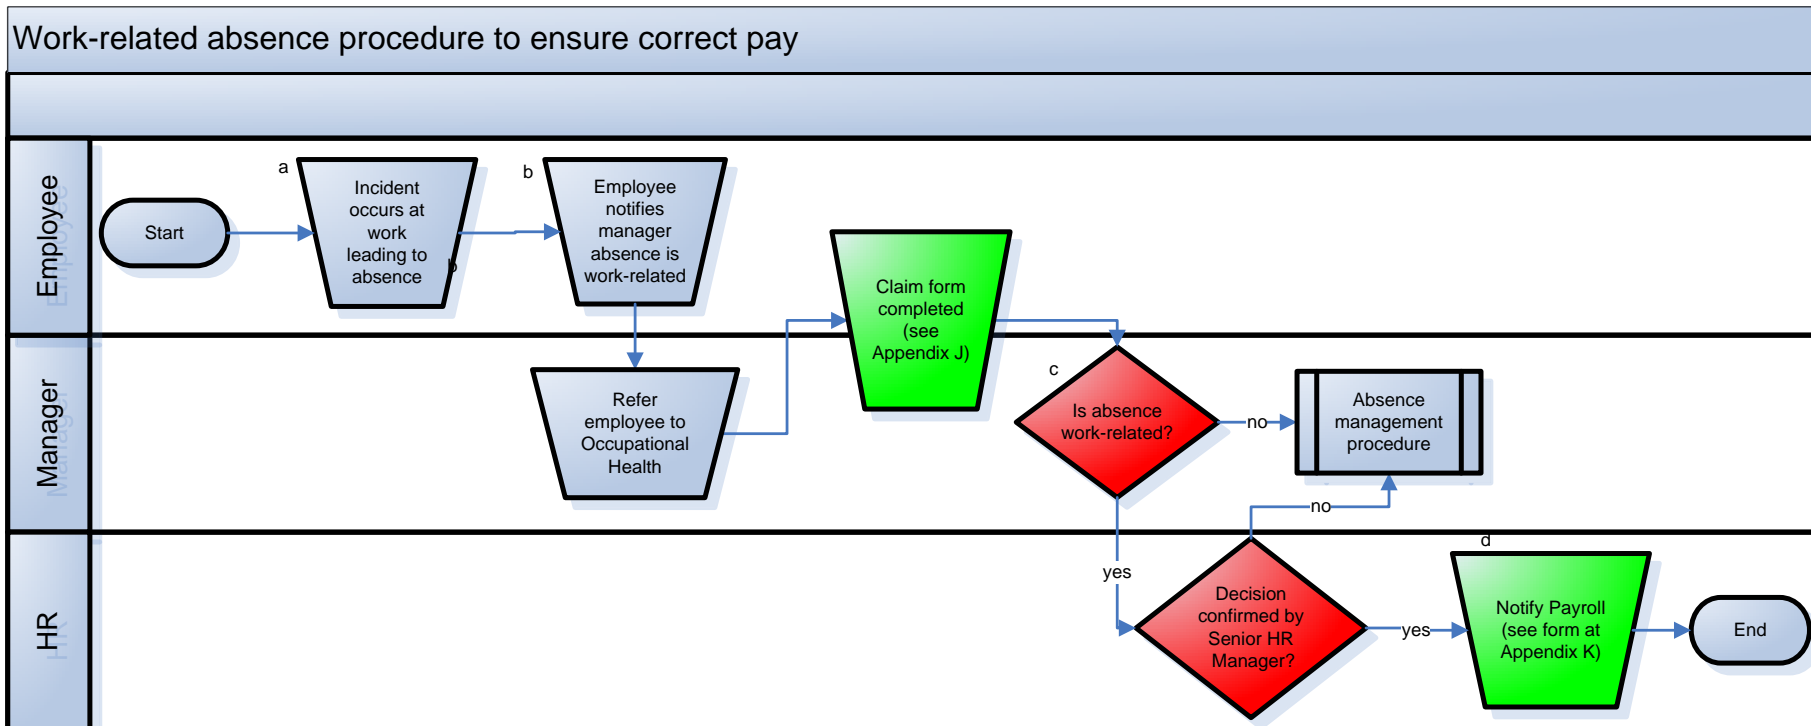 Work-related absence procedure to ensure correct pay
Employee
Start
a
Incident
occurs at
work
leading to
absence
b
b
Employee
notifies
manager
absence is
work-related
Claim form
completed
(see
Appendix J)
Manager
Refer
employee to
Occupational
Health
c
Is absence
work-related?
no
Absence
management
procedure
no
yes
HR
Decision
confirmed by
Senior HR
Manager?
yes
d
Notify Payroll
(see form at
Appendix K)
End